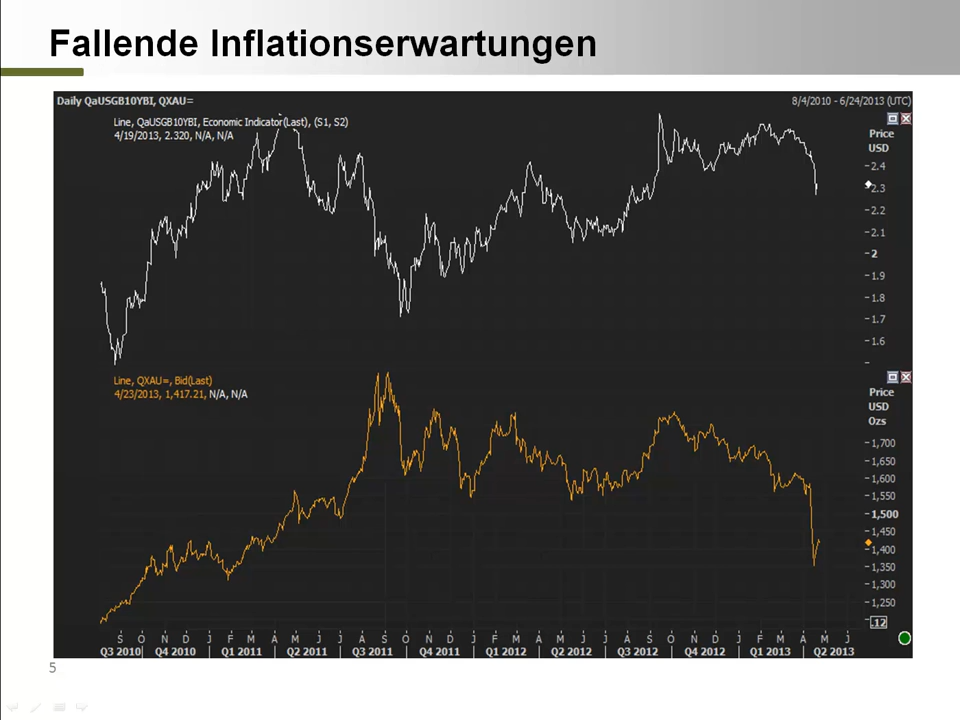 Fallende Inflationserwartungen
Daily QaUSGB10YBI, QXAU=
8/4/2010 - 6/24/2013 (UTC)
Line, QaUSGB10YBI, Economic Indicator(Last), (S1, S2)
4/19/2013, 2.320, N/A, N/A
Price
USD
2.4
2.3
2.2
2.1
2
1.9
1.8
1.7
1.6
Line, QXAU=, Bid(Last)
4/23/2013, 1,417.21, N/A, N/A
Price
USD
Ozs
1,700
1,650
1,600
1,550
1,500
1,450
1,400
1,350
1,300
1,250
.12
S O N D J F M A M J J A S O N D J F M A M J J A S O N D J F M A M J
Q3 2010 Q4 2010 Q1 2011 Q2 2011 Q3 2011 Q4 2011 Q1 2012 Q2 2012 Q3 2012 Q4 2012 Q1 2013 Q2 2013
5